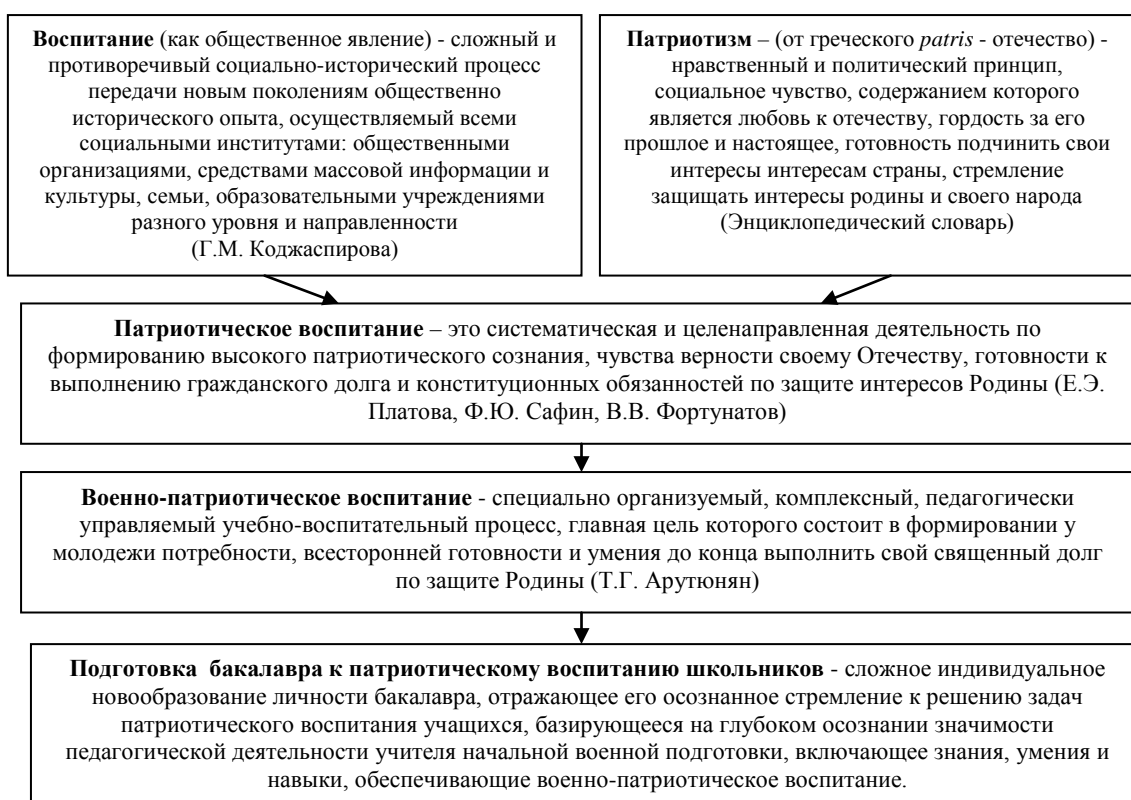 Воспитание (как общественное явление) - сложный и
противоречивый социально-исторический процесс
передачи новым поколениям общественно
исторического опыта, осуществляемый всеми
социальными институтами: общественными
организациями, средствами массовой информации и
культуры, семьи, образовательными учреждениями
разного уровня и направленности
(Г.М. Коджаспирова)
Патриотизм – (от греческого patris - отечество) -
нравственный и политический принцип,
социальное чувство, содержанием которого
является любовь к отечеству, гордость за его
прошлое и настоящее, готовность подчинить свои
интересы интересам страны, стремление
защищать интересы родины и своего народа
(Энциклопедический словарь)
Патриотическое воспитание – это систематическая и целенаправленная деятельность по
формированию высокого патриотического сознания, чувства верности своему Отечеству, готовности к
выполнению гражданского долга и конституционных обязанностей по защите интересов Родины (Е.Э.
Платова, Ф.Ю. Сафин, В.В. Фортунатов)
Военно-патриотическое воспитание - специально организуемый, комплексный, педагогически
управляемый учебно-воспитательный процесс, главная цель которого состоит в формировании у
молодежи потребности, всесторонней готовности и умения до конца выполнить свой священный долг
по защите Родины (Т.Г. Арутюнян)
Подготовка бакалавра к патриотическому воспитанию школьников - сложное индивидуальное
новообразование личности бакалавра, отражающее его осознанное стремление к решению задач
патриотического воспитания учащихся, базирующееся на глубоком осознании значимости
педагогической деятельности учителя начальной военной подготовки, включающее знания, умения и
навыки, обеспечивающие военно-патриотическое воспитание.